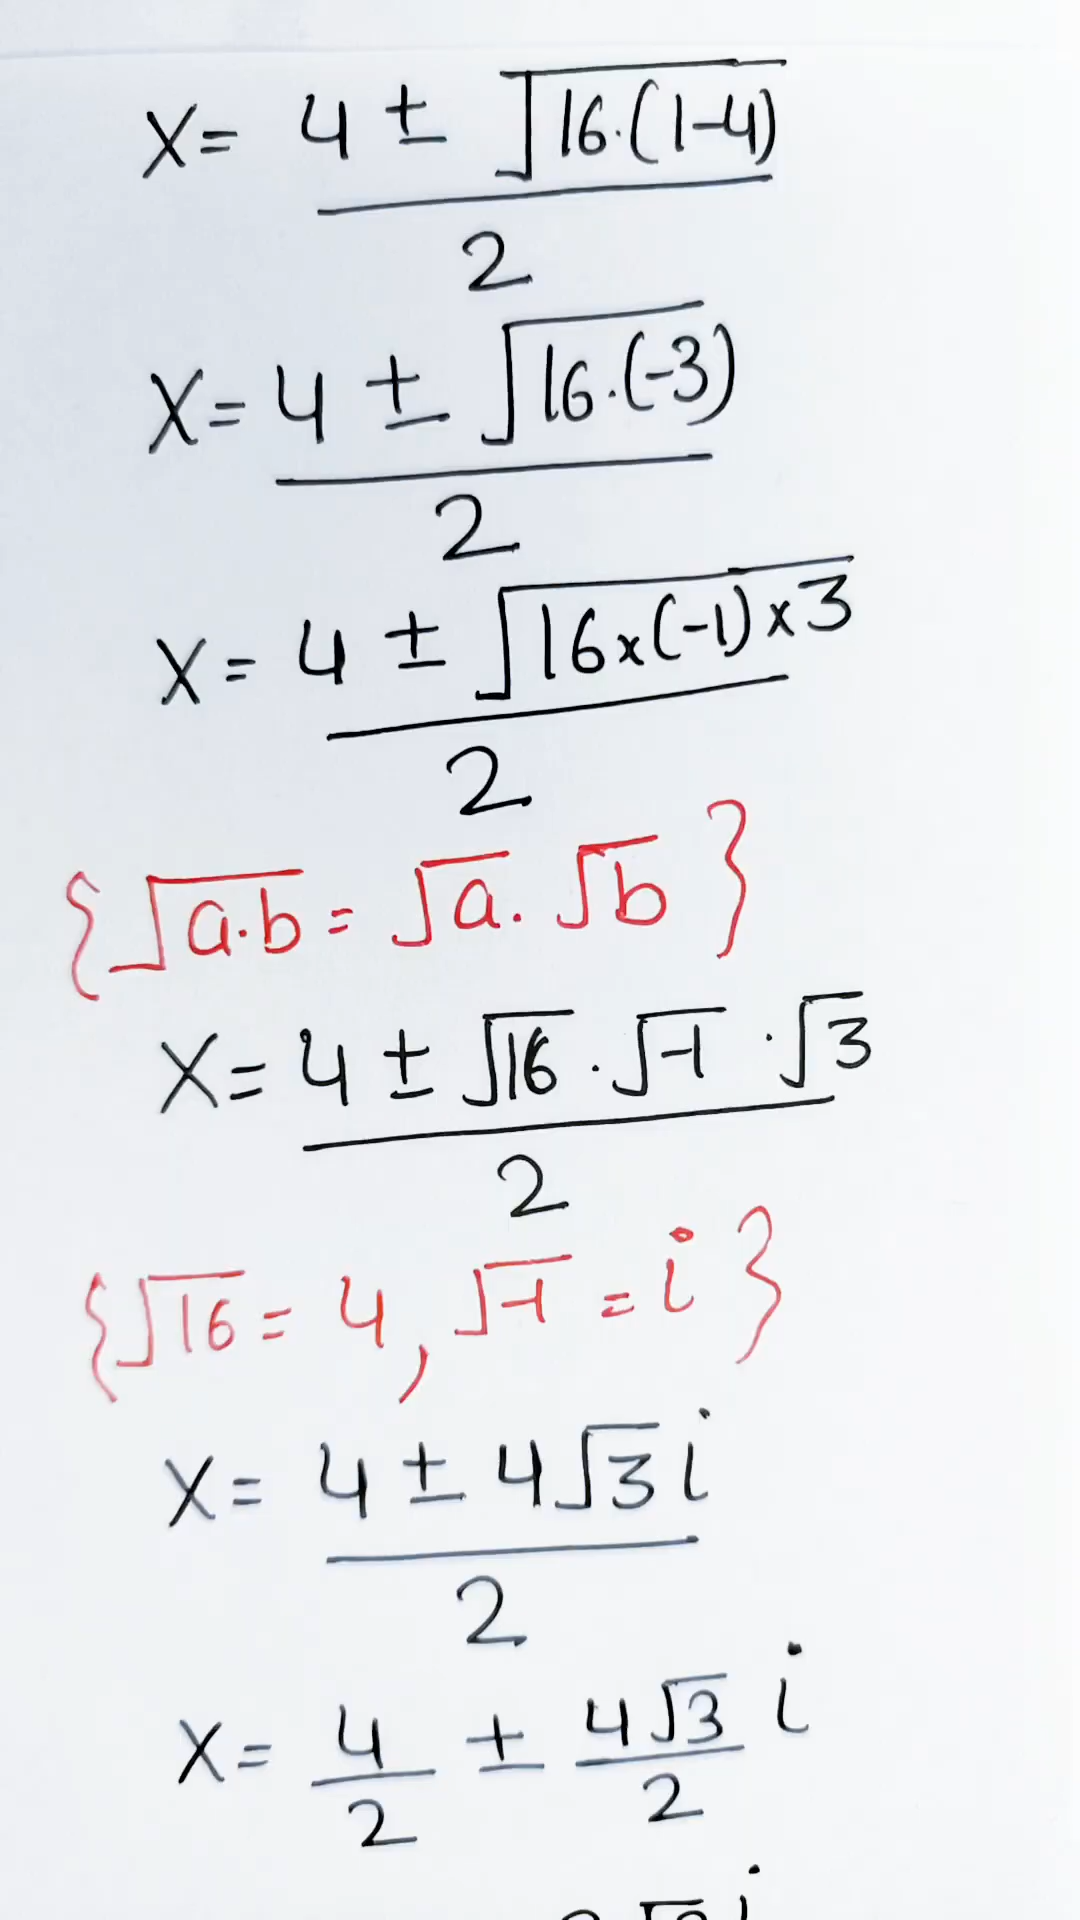 X = 4 ± √16·(1-4) / 2
X = 4 ± √16·(-3) / 2
X = 4 ± √16x(-1)x3 / 2
{√a·b = √a · √b}
X = 4 ± √16 · √-1 · √3 / 2
{√16 = 4, √-1 = i}
X = 4 ± 4√3 i / 2
X = 4/2 ± 4√3/2 i